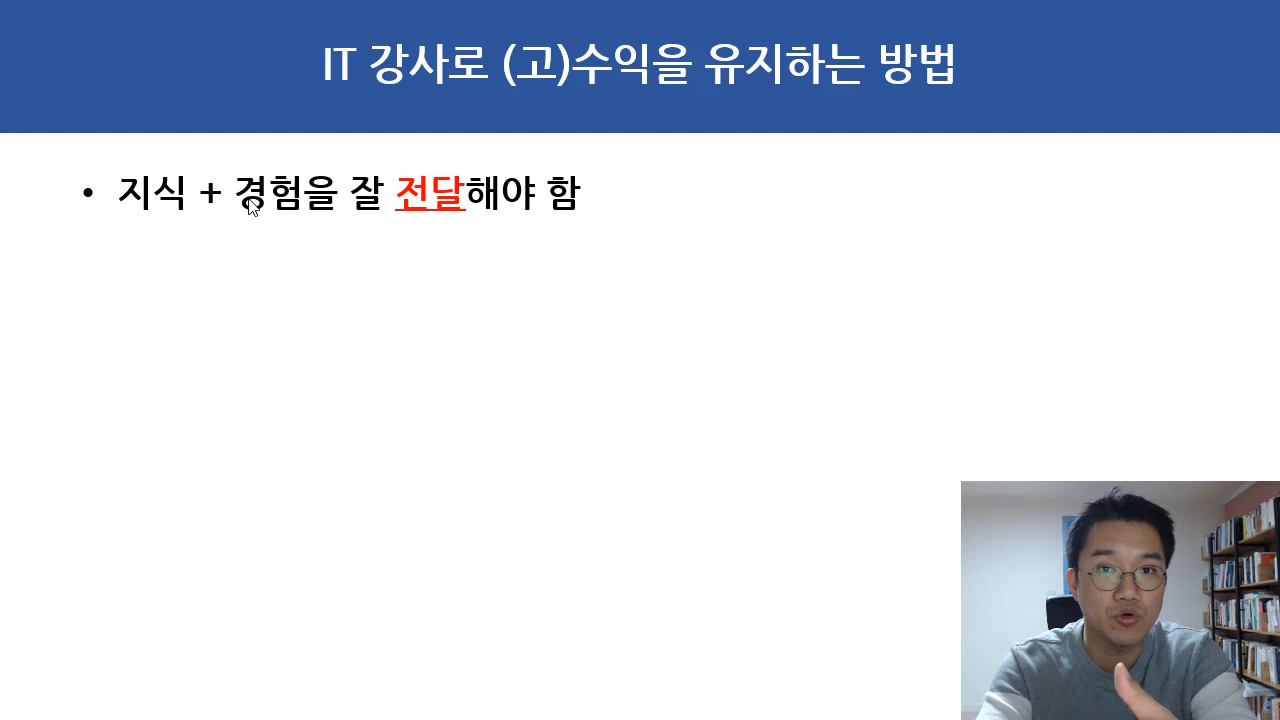 IT 강사로 (고)수익을 유지하는 방법
• 지식 + 경험을 잘 전달해야 함